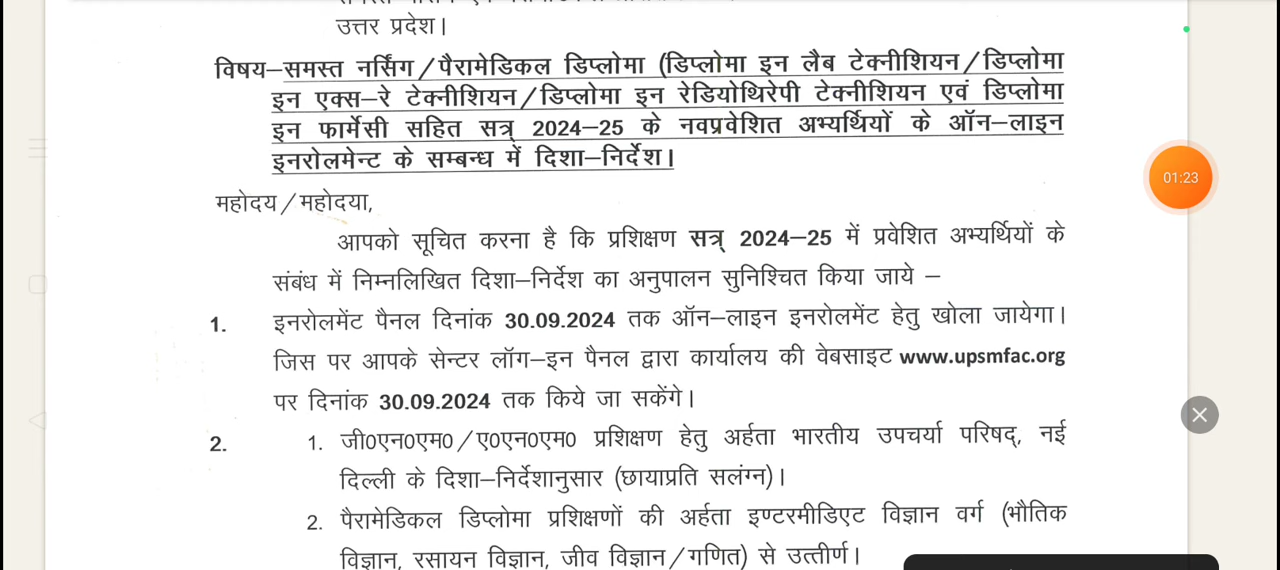 उत्तर प्रदेश।
विषय–समस्त नर्सिंग/पैरामेडिकल डिप्लोमा (डिप्लोमा इन लैब टेक्नीशियन/डिप्लोमा
इन एक्स–रे टेक्नीशियन/डिप्लोमा इन रेडियोथिरेपी टेक्नीशियन एवं डिप्लोमा
इन फार्मेसी सहित सत्र् 2024–25 के नवप्रवेशित अभ्यर्थियों के ऑन–लाइन
इनरोलमेन्ट के सम्बन्ध में दिशा–निर्देश।
महोदय/महोदया,
आपको सूचित करना है कि प्रशिक्षण सत्र् 2024–25 में प्रवेशित अभ्यर्थियों के
संबंध में निम्नलिखित दिशा–निर्देश का अनुपालन सुनिश्चित किया जाये –
1. इनरोलमेंट पैनल दिनांक 30.09.2024 तक ऑन–लाइन इनरोलमेंट हेतु खोला जायेगा।
जिस पर आपके सेन्टर लॉग–इन पैनल द्वारा कार्यालय की वेबसाइट www.upsmfac.org
पर दिनांक 30.09.2024 तक किये जा सकेंगे।
2. 1. जी0एन0एम0/ए0एन0एम0 प्रशिक्षण हेतु अर्हता भारतीय उपचर्या परिषद्, नई
दिल्ली के दिशा–निर्देशानुसार (छायाप्रति सलंग्न)।
2. पैरामेडिकल डिप्लोमा प्रशिक्षणों की अर्हता इण्टरमीडिएट विज्ञान वर्ग (भौतिक
विज्ञान, रसायन विज्ञान, जीव विज्ञान/गणित) से उत्तीर्ण।
01:23